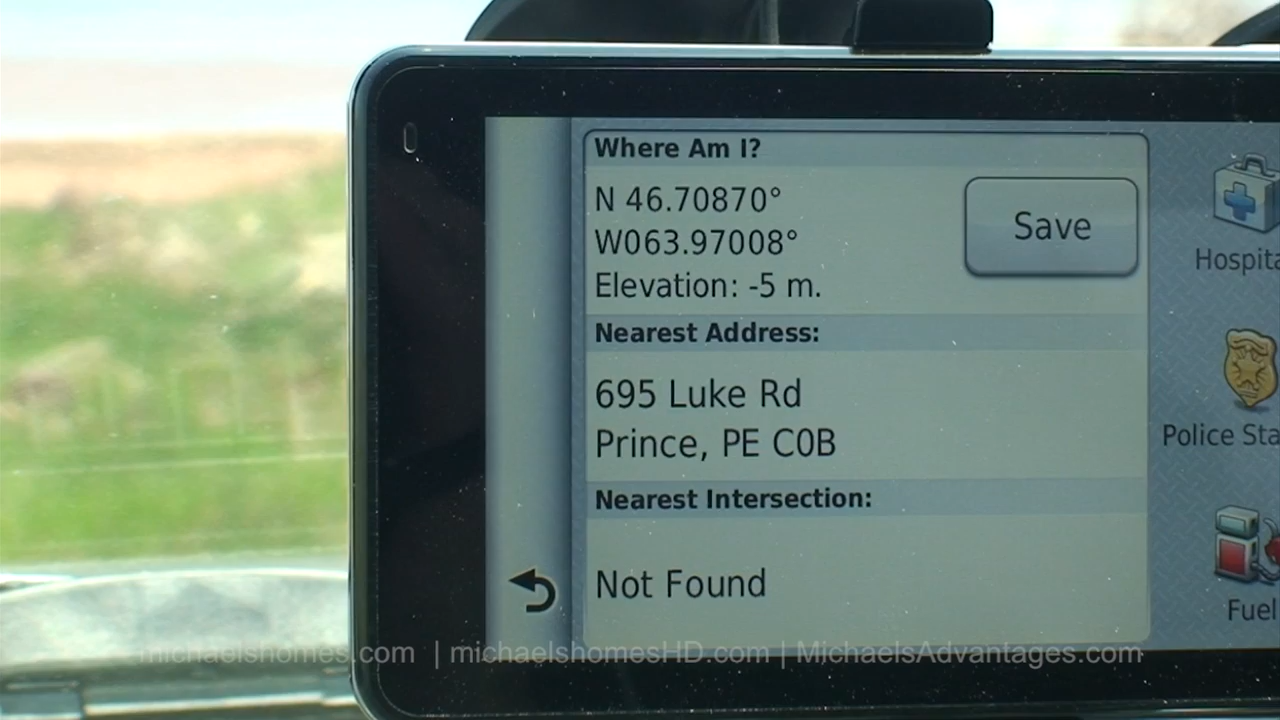 Where Am I?
N 46.70870°
W063.97008°
Elevation: -5 m.
Save
Nearest Address:
695 Luke Rd
Prince, PE C0B
Nearest Intersection:
Not Found
Hospita
Police Sta
Fuel
michaelshomes.com | michaelshomesHD.com | MichaelsAdvantages.com